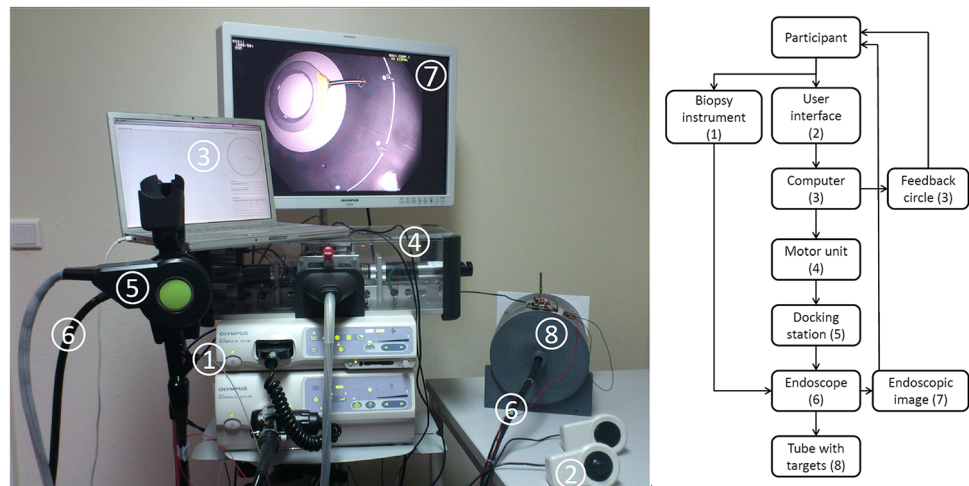 7
3
4
5
6
1
8
6
2
OLYMPUS
OLYMPUS
OLYMPUS
Participant
Biopsy
instrument
(1)
User
interface
(2)
Computer
(3)
Feedback
circle (3)
Motor unit
(4)
Docking
station (5)
Endoscope
(6)
Endoscopic
image (7)
Tube with
targets (8)